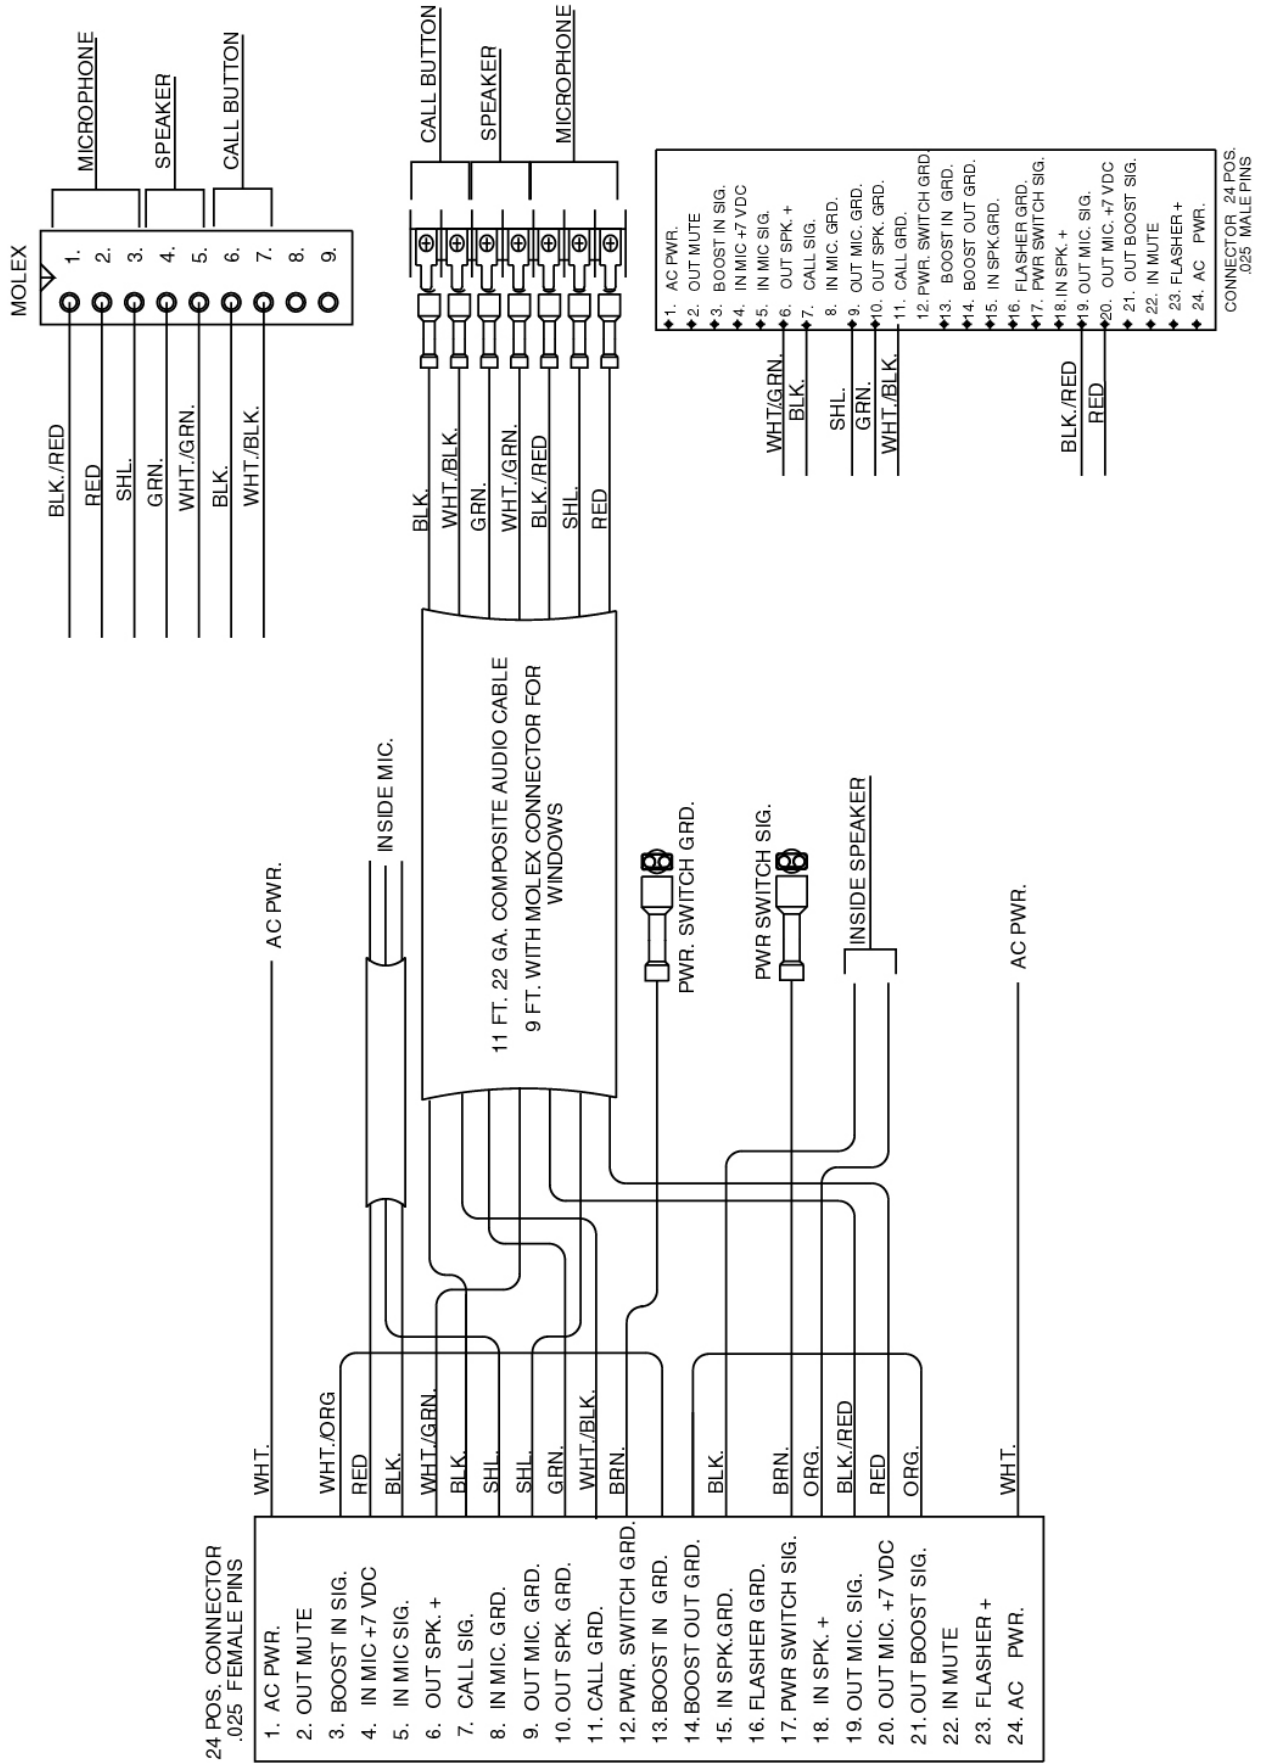 24 POS. CONNECTOR
.025 FEMALE PINS
1. AC PWR.
2. OUT MUTE
3. BOOST IN SIG.
4. IN MIC +7 VDC
5. IN MIC SIG.
6. OUT SPK. +
7. CALL SIG.
8. IN MIC. GRD.
9. OUT MIC. GRD.
10. OUT SPK. GRD.
11. CALL GRD.
12. PWR. SWITCH GRD.
13. BOOST IN GRD.
14. BOOST OUT GRD.
15. IN SPK.GRD.
16. FLASHER GRD.
17. PWR SWITCH SIG.
18. IN SPK. +
19. OUT MIC. SIG.
20. OUT MIC. +7 VDC
21. OUT BOOST SIG.
22. IN MUTE
23. FLASHER +
24. AC PWR.
WHT.
WHT./ORG
RED
BLK.
WHT./GRN.
BLK.
SHL.
SHL.
GRN.
WHT./BLK.
BRN.
BLK.
BRN.
ORG.
BLK./RED
RED
ORG.
WHT.
AC PWR.
INSIDE MIC.
11 FT. 22 GA. COMPOSITE AUDIO CABLE
9 FT. WITH MOLEX CONNECTOR FOR
WINDOWS
PWR. SWITCH GRD.
PWR SWITCH SIG.
INSIDE SPEAKER
AC PWR.
BLK.
WHT./BLK.
GRN.
WHT./GRN.
BLK./RED
SHL.
RED
CALL BUTTON
SPEAKER
MICROPHONE
MOLEX
1.
2.
3.
4.
5.
6.
7.
8.
9.
BLK./RED
RED
SHL.
GRN.
WHT./GRN.
BLK.
WHT./BLK.
MICROPHONE
SPEAKER
CALL BUTTON
1. AC PWR.
2. OUT MUTE
3. BOOST IN SIG.
4. IN MIC +7 VDC
5. IN MIC SIG.
6. OUT SPK. +
7. CALL SIG.
8. IN MIC. GRD.
9. OUT MIC. GRD.
10. OUT SPK. GRD.
11. CALL GRD.
12. PWR. SWITCH GRD.
13. BOOST IN GRD.
14. BOOST OUT GRD.
15. IN SPK.GRD.
16. FLASHER GRD.
17. PWR SWITCH SIG.
18. IN SPK. +
19. OUT MIC. SIG.
20. OUT MIC. +7 VDC
21. OUT BOOST SIG.
22. IN MUTE
23. FLASHER +
24. AC PWR.
WHT/GRN.
BLK.
SHL.
GRN.
WHT./BLK.
BLK./RED
RED
CONNECTOR 24 POS.
.025 MALE PINS